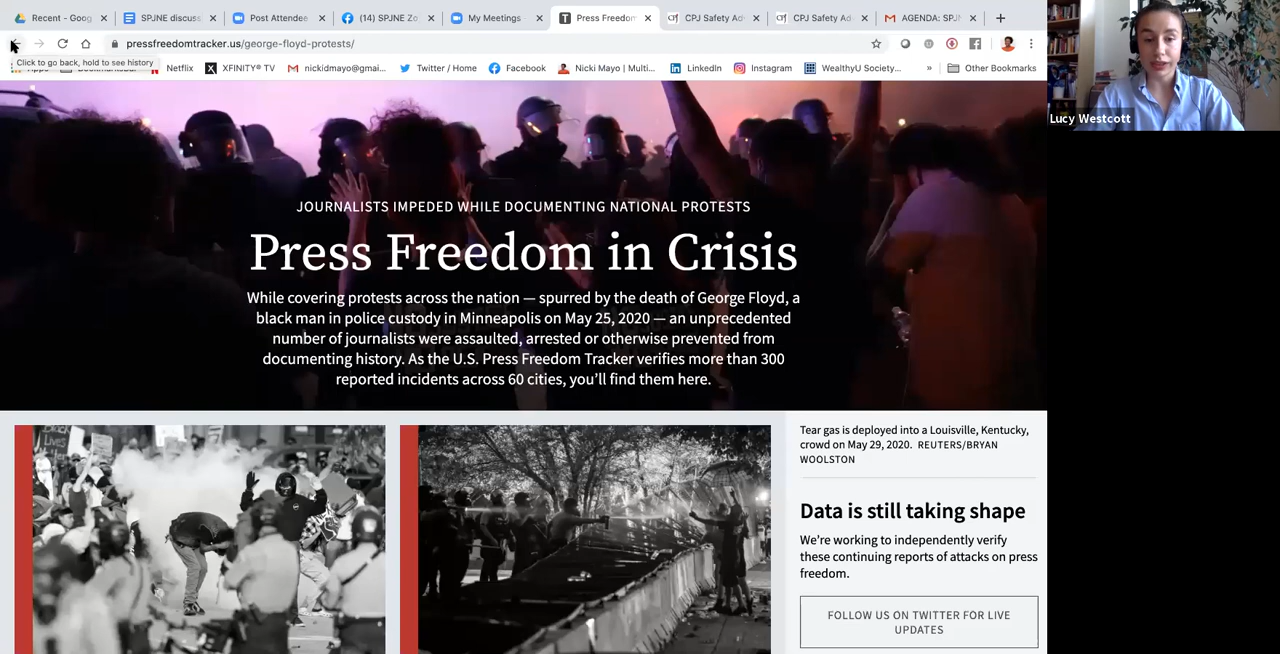 Recent - Goog
SPJNE discuss
Post Attendee
(14) SPJNE Zo
My Meetings
Press Freedom
CPJ Safety Ad
CPJ Safety Ad
AGENDA: SPJN
pressfreedomtracker.us/george-floyd-protests/
Click to go back, hold to see history
Netflix
XFINITY® TV
nickidmayo@gmai...
Twitter / Home
Facebook
Nicki Mayo | Multi...
LinkedIn
Instagram
WealthyU Society...
»
Other Bookmarks
Lucy Westcott
JOURNALISTS IMPEDED WHILE DOCUMENTING NATIONAL PROTESTS
Press Freedom in Crisis
While covering protests across the nation — spurred by the death of George Floyd, a
black man in police custody in Minneapolis on May 25, 2020 — an unprecedented
number of journalists were assaulted, arrested or otherwise prevented from
documenting history. As the U.S. Press Freedom Tracker verifies more than 300
reported incidents across 60 cities, you'll find them here.
Tear gas is deployed into a Louisville, Kentucky,
crowd on May 29, 2020. REUTERS/BRYAN
WOOLSTON
Data is still taking shape
We're working to independently verify
these continuing reports of attacks on press
freedom.
FOLLOW US ON TWITTER FOR LIVE
UPDATES